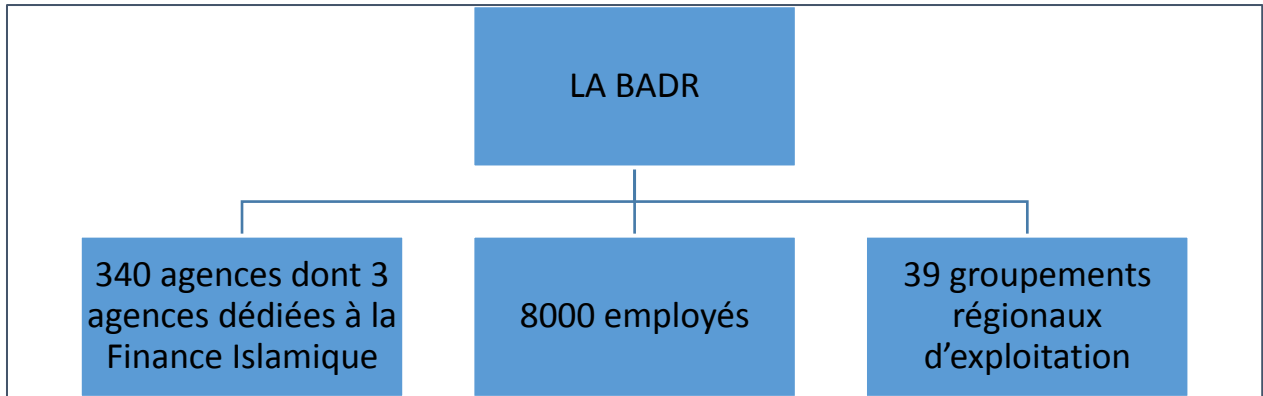 LA BADR
340 agences dont 3
agences dédiées à la
Finance Islamique
8000 employés
39 groupements
régionaux
d’exploitation